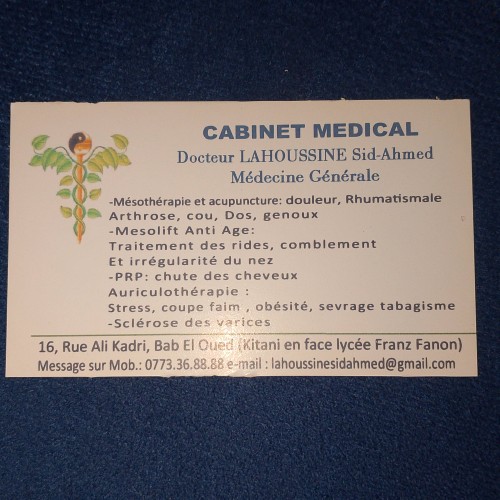 CABINET MEDICAL
Docteur LAHOUSSINE Sid-Ahmed
Médecine Générale
-Mésothérapie et acupuncture: douleur, Rhumatismale
Arthrose, cou, Dos, genoux
-Mesolift Anti Age:
Traitement des rides, comblement
Et irrégularité du nez
-PRP: chute des cheveux
Auriculothérapie :
Stress, coupe faim , obésité, sevrage tabagisme
-Sclérose des varices
16, Rue Ali Kadri, Bab El Oued (Kitani en face lycée Franz Fanon)
Message sur Mob.: 0773.36.88.88 e-mail : lahoussinesidahmed@gmail.com